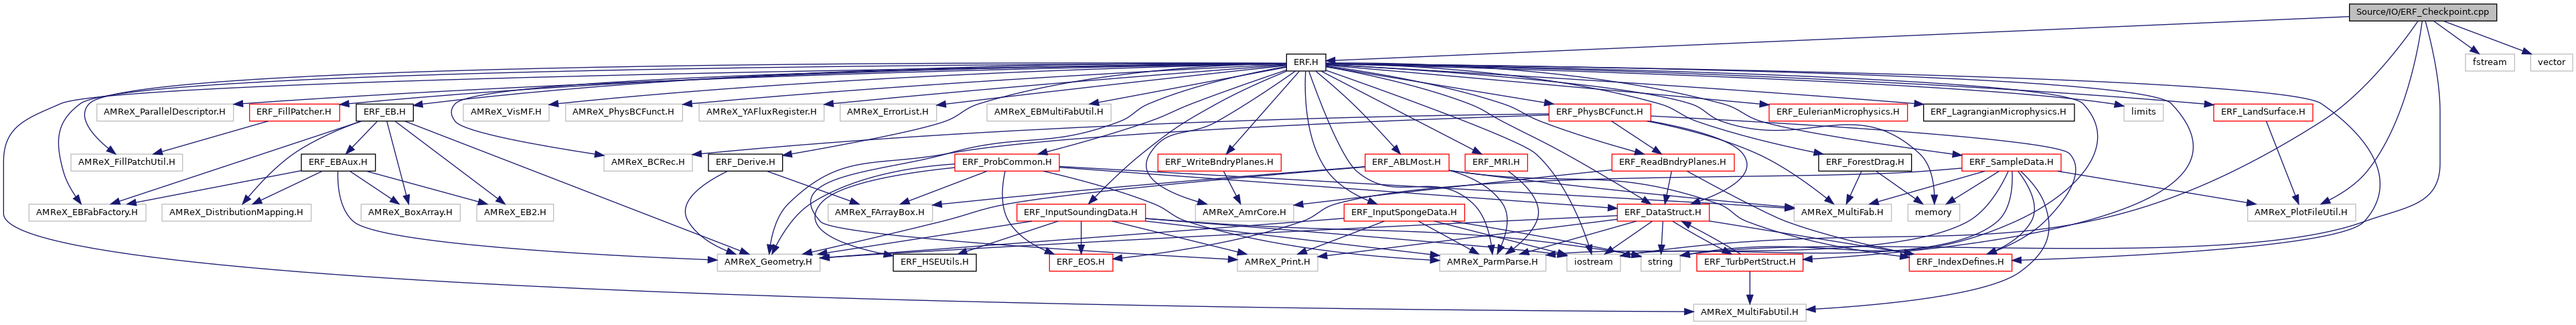 Source/IO/ERF_Checkpoint.cpp
ERF.H
fstream
vector
AMReX_ParallelDescriptor.H
ERF_FillPatcher.H
ERF_EB.H
AMReX_VisMF.H
AMReX_PhysBCFunct.H
AMReX_YAFluxRegister.H
AMReX_ErrorList.H
AMReX_EBMultiFabUtil.H
ERF_PhysBCFunct.H
ERF_EulerianMicrophysics.H
ERF_LagrangianMicrophysics.H
limits
ERF_LandSurface.H
AMReX_FillPatchUtil.H
ERF_EBAux.H
AMReX_BCRec.H
ERF_Derive.H
ERF_ProbCommon.H
ERF_WriteBndryPlanes.H
ERF_ABLMost.H
ERF_MRI.H
ERF_ReadBndryPlanes.H
ERF_ForestDrag.H
ERF_SampleData.H
AMReX_EBFabFactory.H
AMReX_DistributionMapping.H
AMReX_BoxArray.H
AMReX_EB2.H
AMReX_FArrayBox.H
ERF_InputSoundingData.H
AMReX_AmrCore.H
ERF_InputSpongeData.H
ERF_DataStruct.H
AMReX_MultiFab.H
memory
AMReX_PlotFileUtil.H
AMReX_Geometry.H
ERF_HSEUtils.H
ERF_EOS.H
AMReX_Print.H
AMReX_ParmParse.H
iostream
string
ERF_TurbPertStruct.H
ERF_IndexDefines.H
AMReX_MultiFabUtil.H